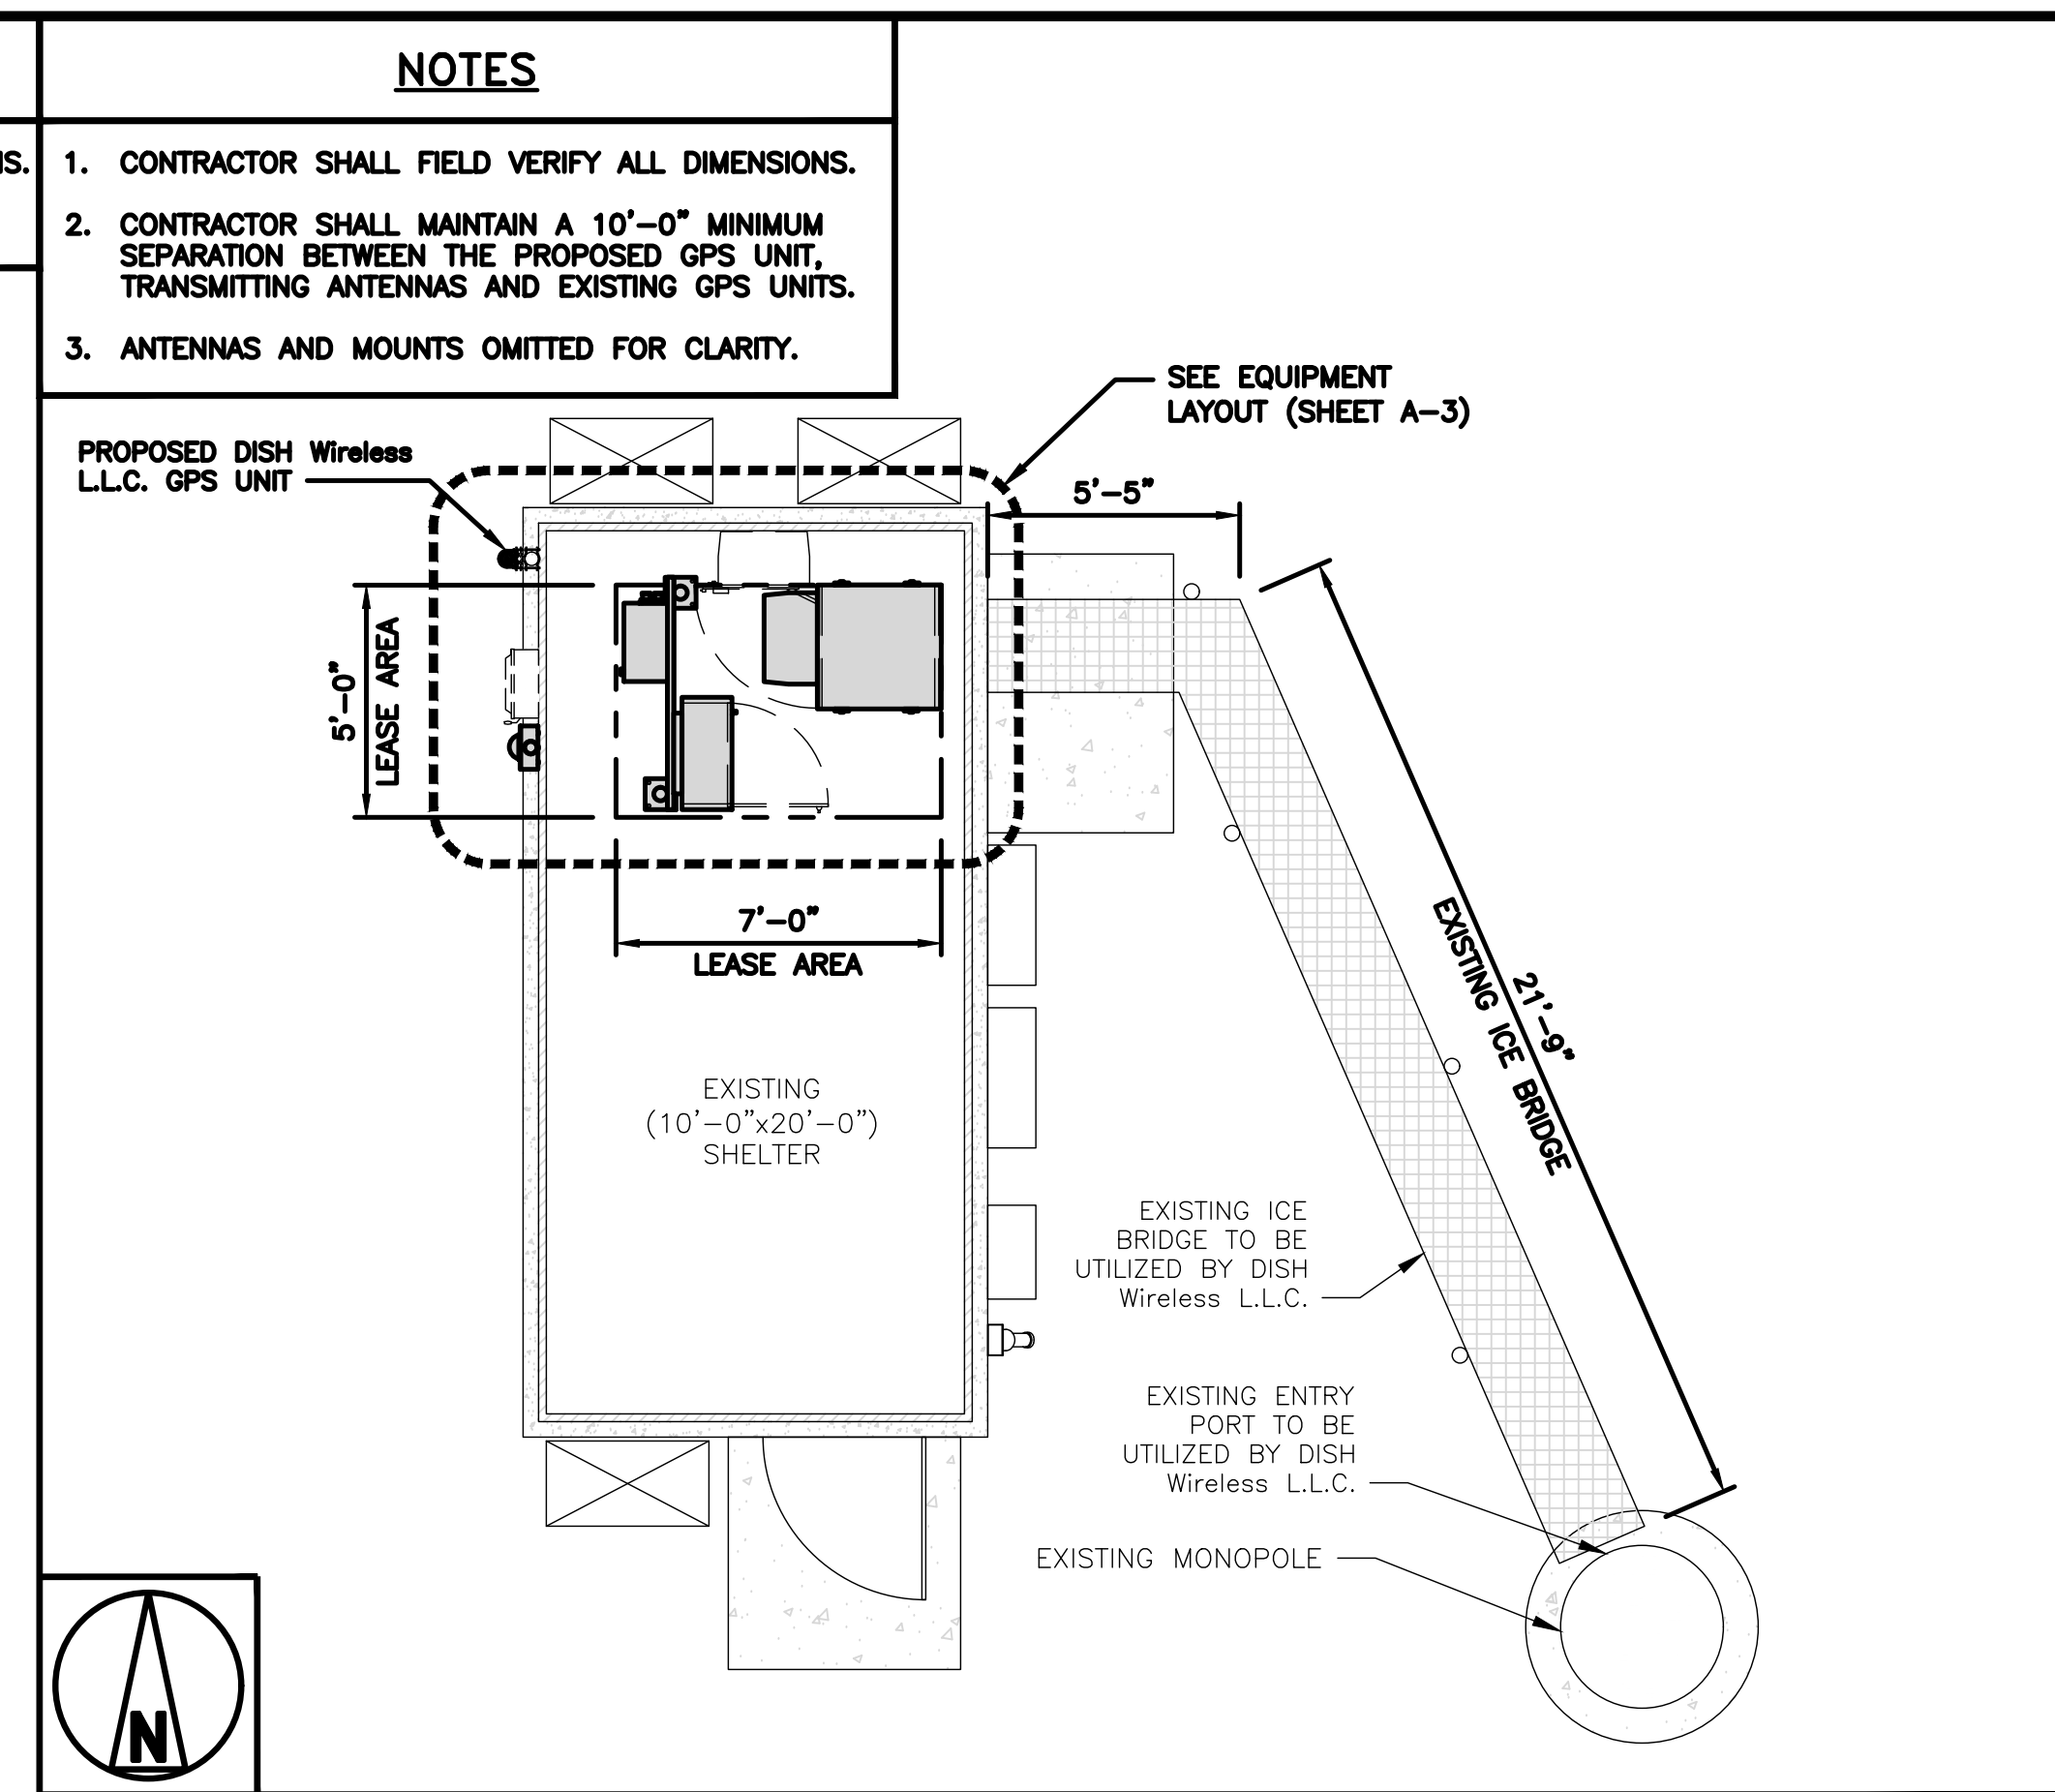 NOTES
NS.
1. CONTRACTOR SHALL FIELD VERIFY ALL DIMENSIONS.
2. CONTRACTOR SHALL MAINTAIN A 10'-0" MINIMUM
SEPARATION BETWEEN THE PROPOSED GPS UNIT,
TRANSMITTING ANTENNAS AND EXISTING GPS UNITS.
3. ANTENNAS AND MOUNTS OMITTED FOR CLARITY.
SEE EQUIPMENT
LAYOUT (SHEET A-3)
PROPOSED DISH Wireless
L.L.C. GPS UNIT
5'-5"
5'-0"
LEASE AREA
7'-0"
LEASE AREA
21'-9"
EXISTING ICE BRIDGE
EXISTING
(10'-0"x20'-0")
SHELTER
EXISTING ICE
BRIDGE TO BE
UTILIZED BY DISH
Wireless L.L.C.
EXISTING ENTRY
PORT TO BE
UTILIZED BY DISH
Wireless L.L.C.
EXISTING MONOPOLE
N